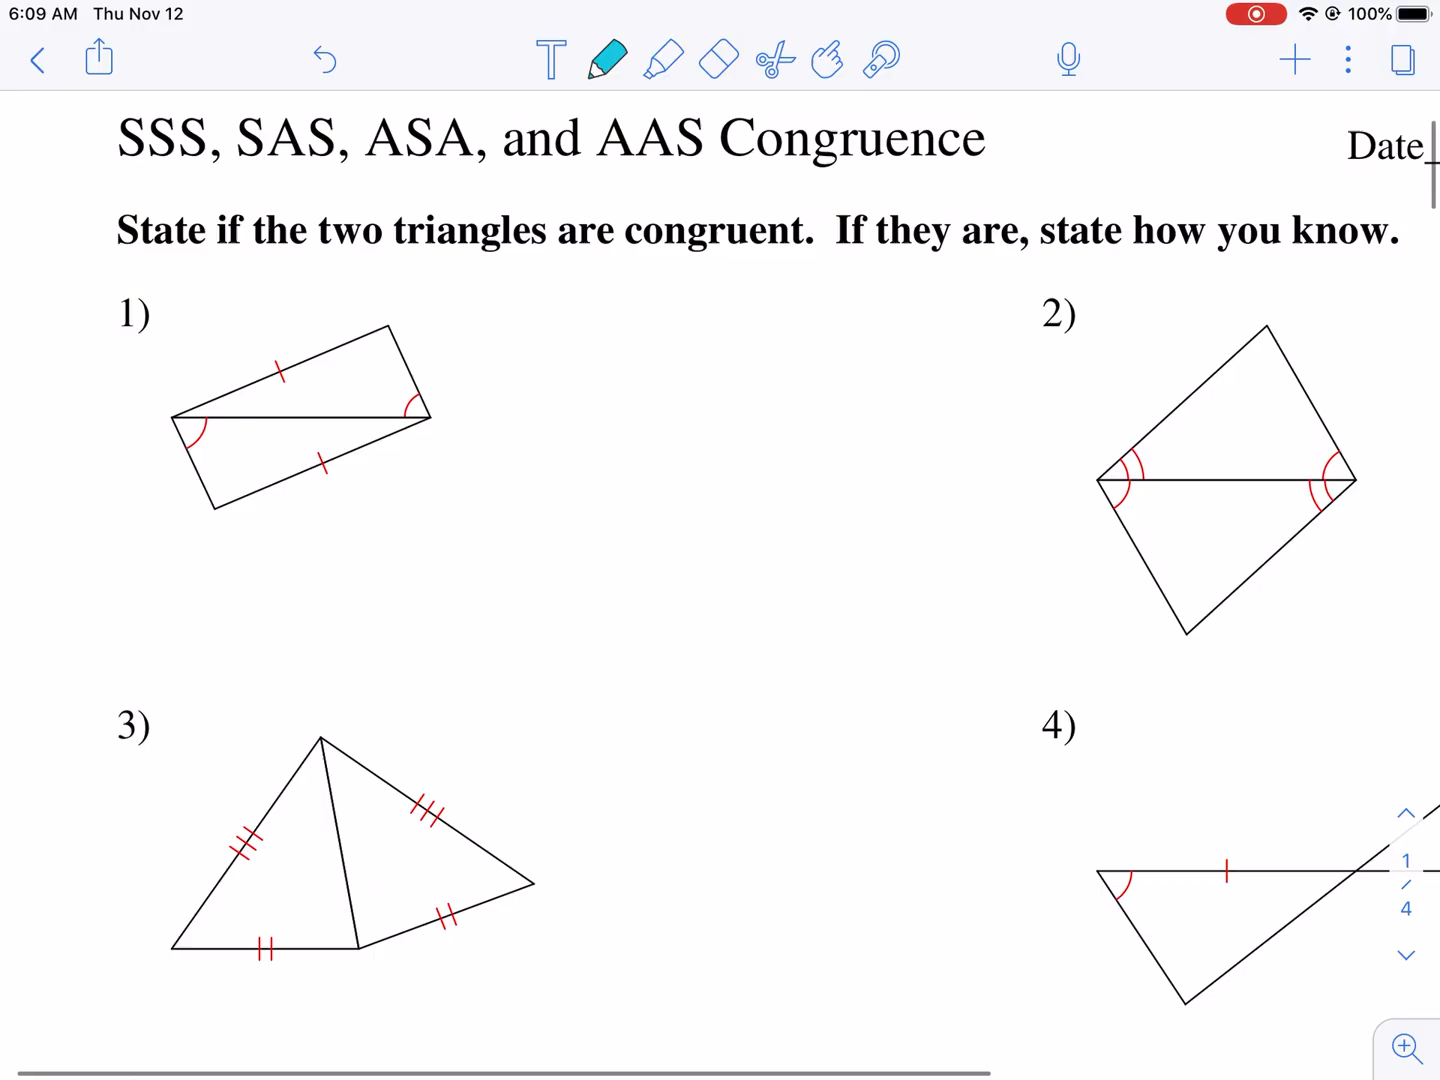 6:09 AM Thu Nov 12
100%
T
SSS, SAS, ASA, and AAS Congruence
Date_
State if the two triangles are congruent. If they are, state how you know.
1)
2)
3)
4)
1
/
4